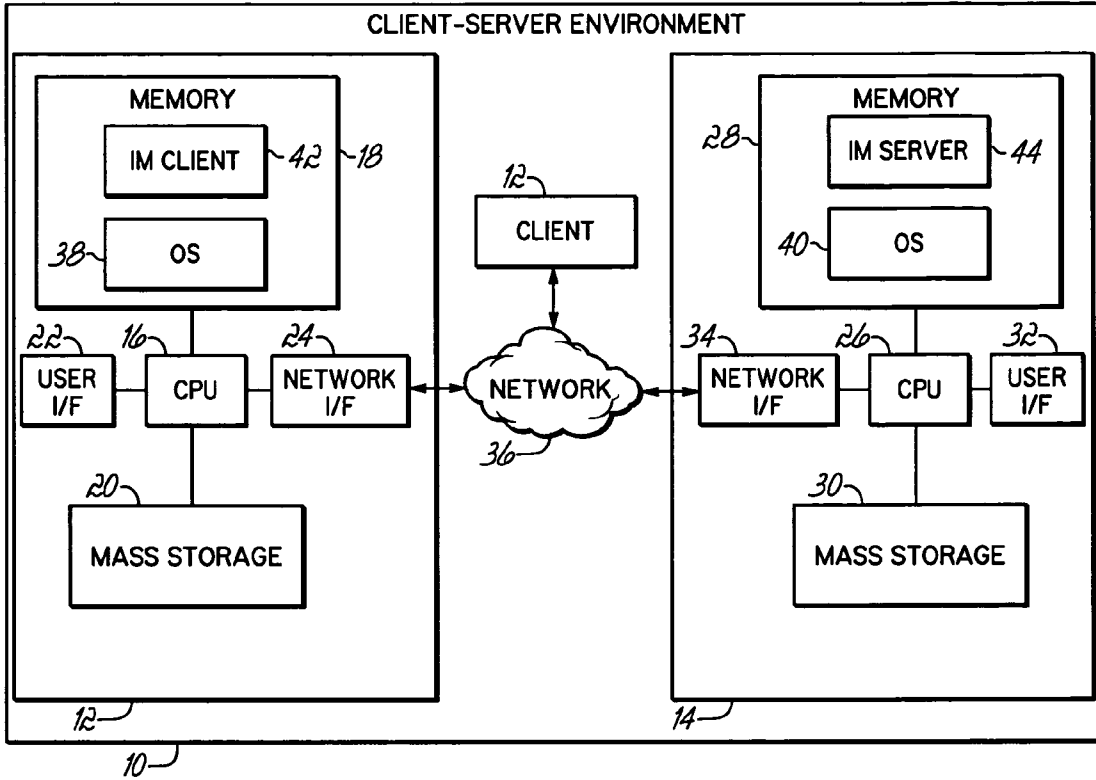 CLIENT-SERVER ENVIRONMENT
MEMORY
IM CLIENT
42
18
38
OS
22
16
24
USER
I/F
CPU
NETWORK
I/F
20
MASS STORAGE
12
12
CLIENT
NETWORK
36
MEMORY
28
IM SERVER
44
40
OS
34
26
32
NETWORK
I/F
CPU
USER
I/F
30
MASS STORAGE
14
10